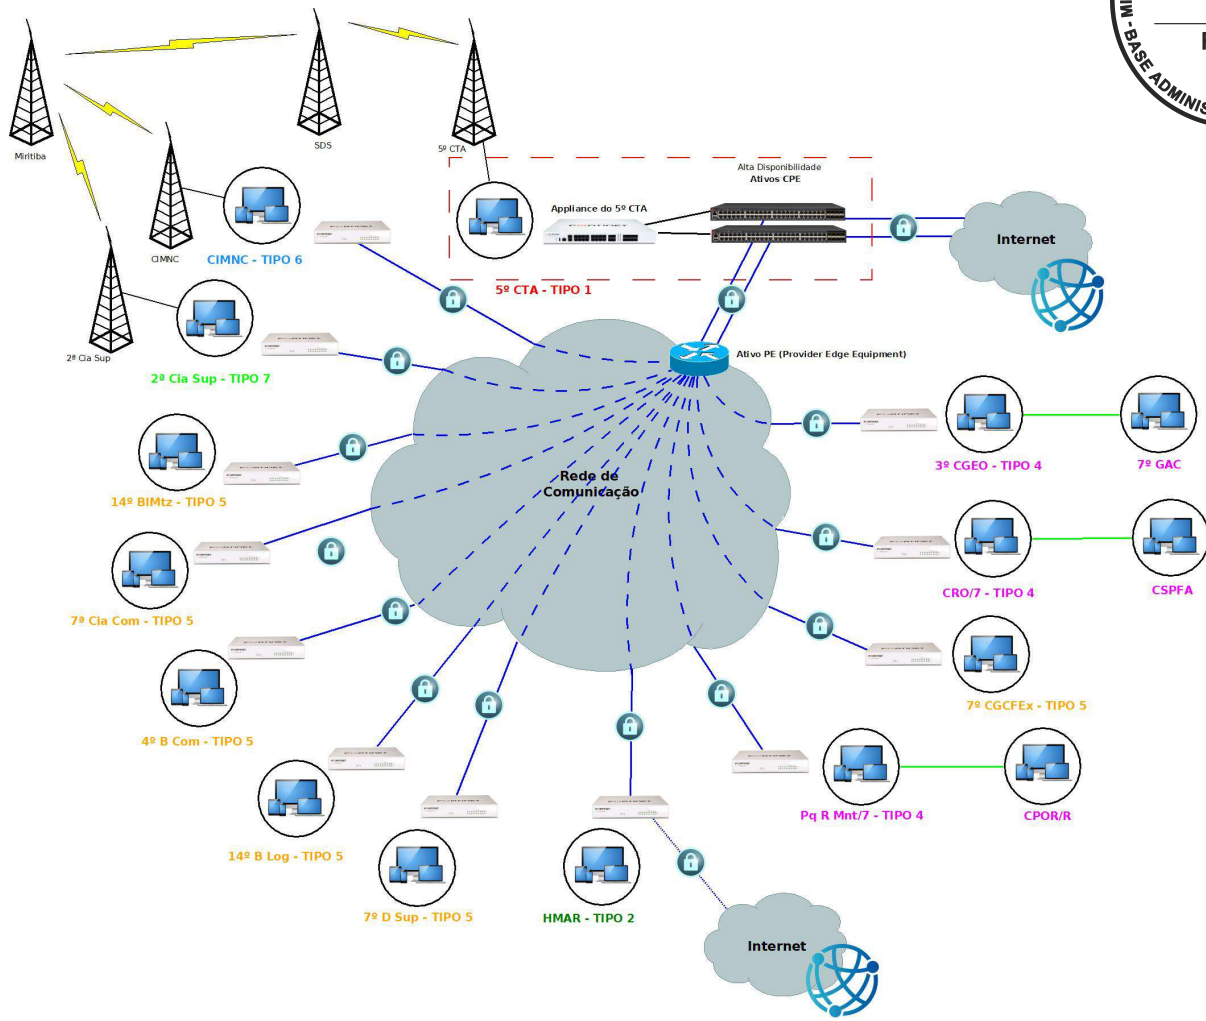 MIM - BASE ADMINIS
Miritiba
SDS
5º CTA
CIMNC
2ª Cia Sup
CIMNC - TIPO 6
2ª Cia Sup - TIPO 7
Alta Disponibilidade
Ativos CPE
Appliance do 5º CTA
FORTINET
5º CTA - TIPO 1
Internet
Ativo PE (Provider Edge Equipment)
Rede de
Comunicação
14º BIMtz - TIPO 5
7ª Cia Com - TIPO 5
4º B Com - TIPO 5
14º B Log - TIPO 5
7º D Sup - TIPO 5
HMAR - TIPO 2
Internet
3º CGEO - TIPO 4
7º GAC
CRO/7 - TIPO 4
CSPFA
7º CGCFEx - TIPO 5
Pq R Mnt/7 - TIPO 4
CPOR/R